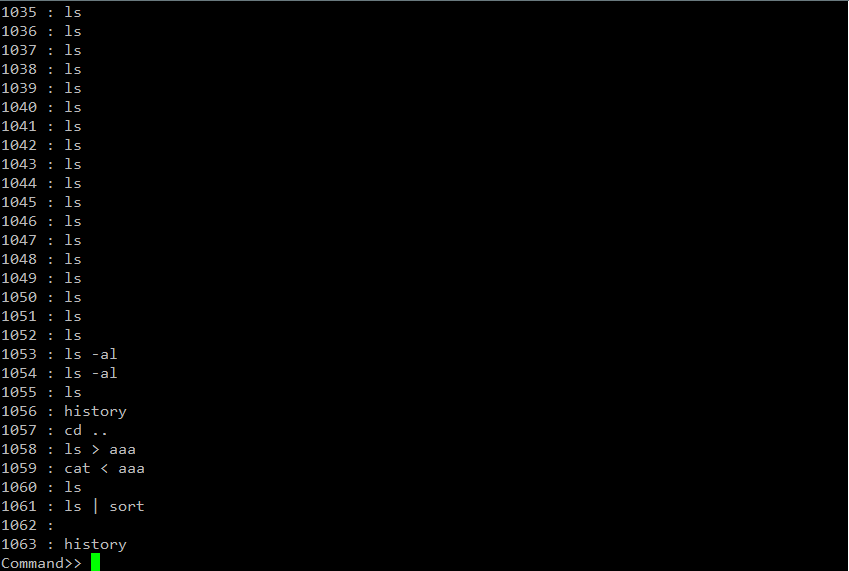 1035 : ls
1036 : ls
1037 : ls
1038 : ls
1039 : ls
1040 : ls
1041 : ls
1042 : ls
1043 : ls
1044 : ls
1045 : ls
1046 : ls
1047 : ls
1048 : ls
1049 : ls
1050 : ls
1051 : ls
1052 : ls
1053 : ls -al
1054 : ls -al
1055 : ls
1056 : history
1057 : cd ..
1058 : ls > aaa
1059 : cat < aaa
1060 : ls
1061 : ls | sort
1062 :
1063 : history
Command>>